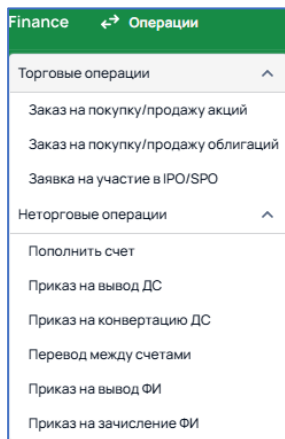 Finance Операции
Торговые операции
Заказ на покупку/продажу акций
Заказ на покупку/продажу облигаций
Заявка на участие в IPO/SPO
Неторговые операции
Пополнить счет
Приказ на вывод ДС
Приказ на конвертацию ДС
Перевод между счетами
Приказ на вывод ФИ
Приказ на зачисление ФИ